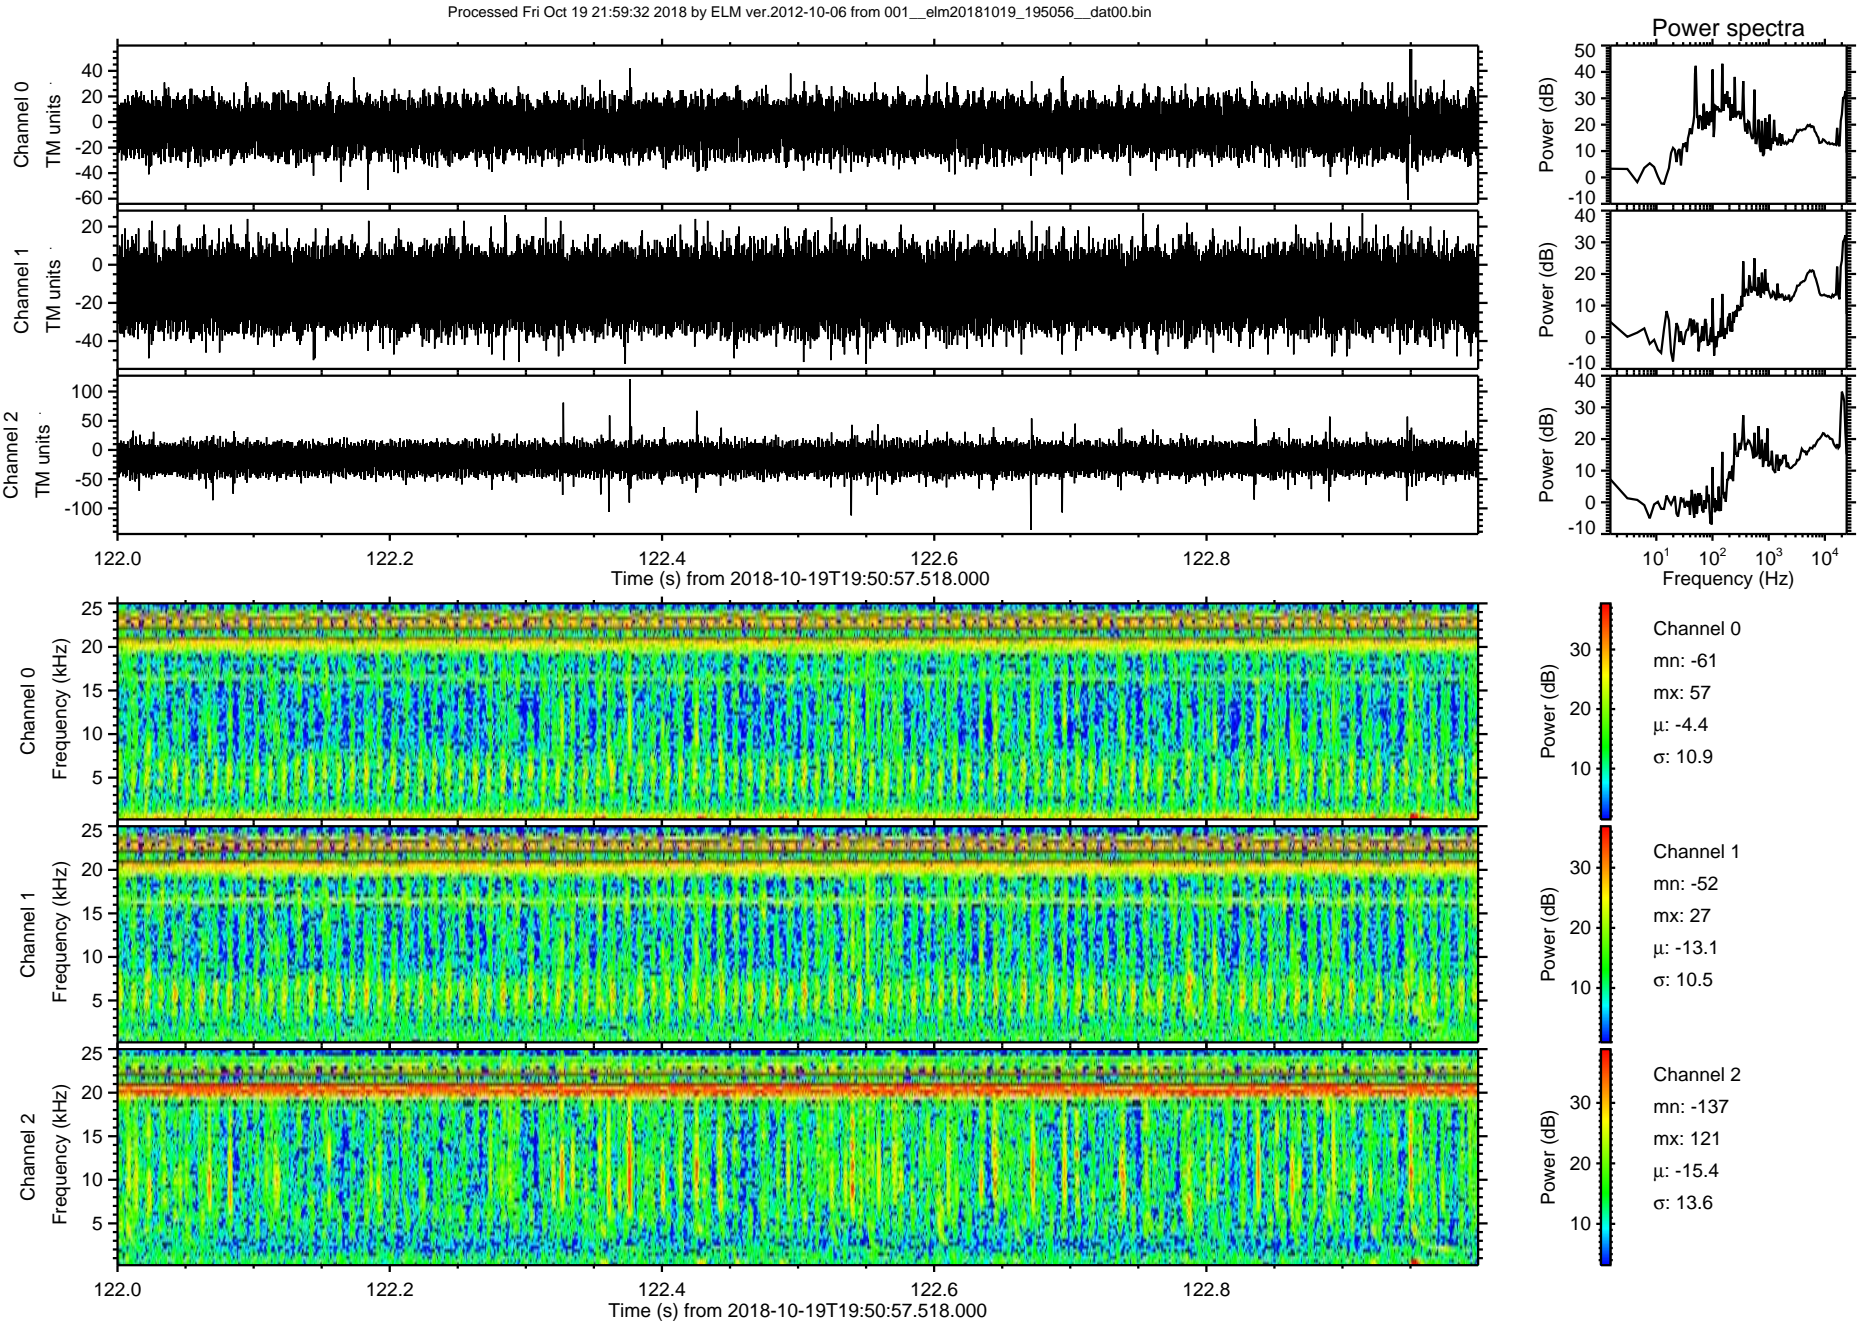 Processed Fri Oct 19 21:59:32 2018 by ELM ver.2012-10-06 from 001__elm20181019_195056__dat00.bin
Power spectra
Channel 0
TM units
40
20
0
-20
-40
-60
Power (dB)
50
40
30
20
10
0
-10
Channel 1
TM units
20
0
-20
-40
Power (dB)
40
30
20
10
0
-10
Channel 2
TM units
100
50
0
-50
-100
Power (dB)
40
30
20
10
0
-10
122.0 122.2 122.4 122.6 122.8
Time (s) from 2018-10-19T19:50:57.518.000
10^1 10^2 10^3 10^4
Frequency (Hz)
Channel 0
Frequency (kHz)
25
20
15
10
5
Power (dB)
30
20
10
Channel 0
mn: -61
mx: 57
μ: -4.4
σ: 10.9
Channel 1
Frequency (kHz)
25
20
15
10
5
Power (dB)
30
20
10
Channel 1
mn: -52
mx: 27
μ: -13.1
σ: 10.5
Channel 2
Frequency (kHz)
25
20
15
10
5
Power (dB)
30
20
10
Channel 2
mn: -137
mx: 121
μ: -15.4
σ: 13.6
122.0 122.2 122.4 122.6 122.8
Time (s) from 2018-10-19T19:50:57.518.000